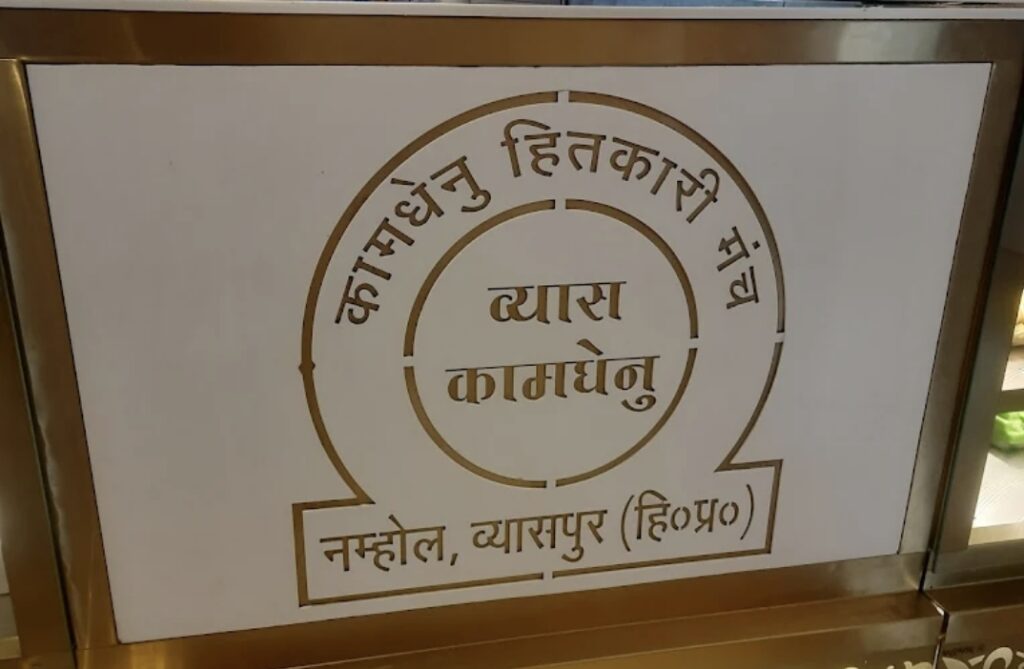 कामधेनु हितकारी मंच
व्यास
कामधेनु
नम्होल, व्यासपुर (हि०प्र०)